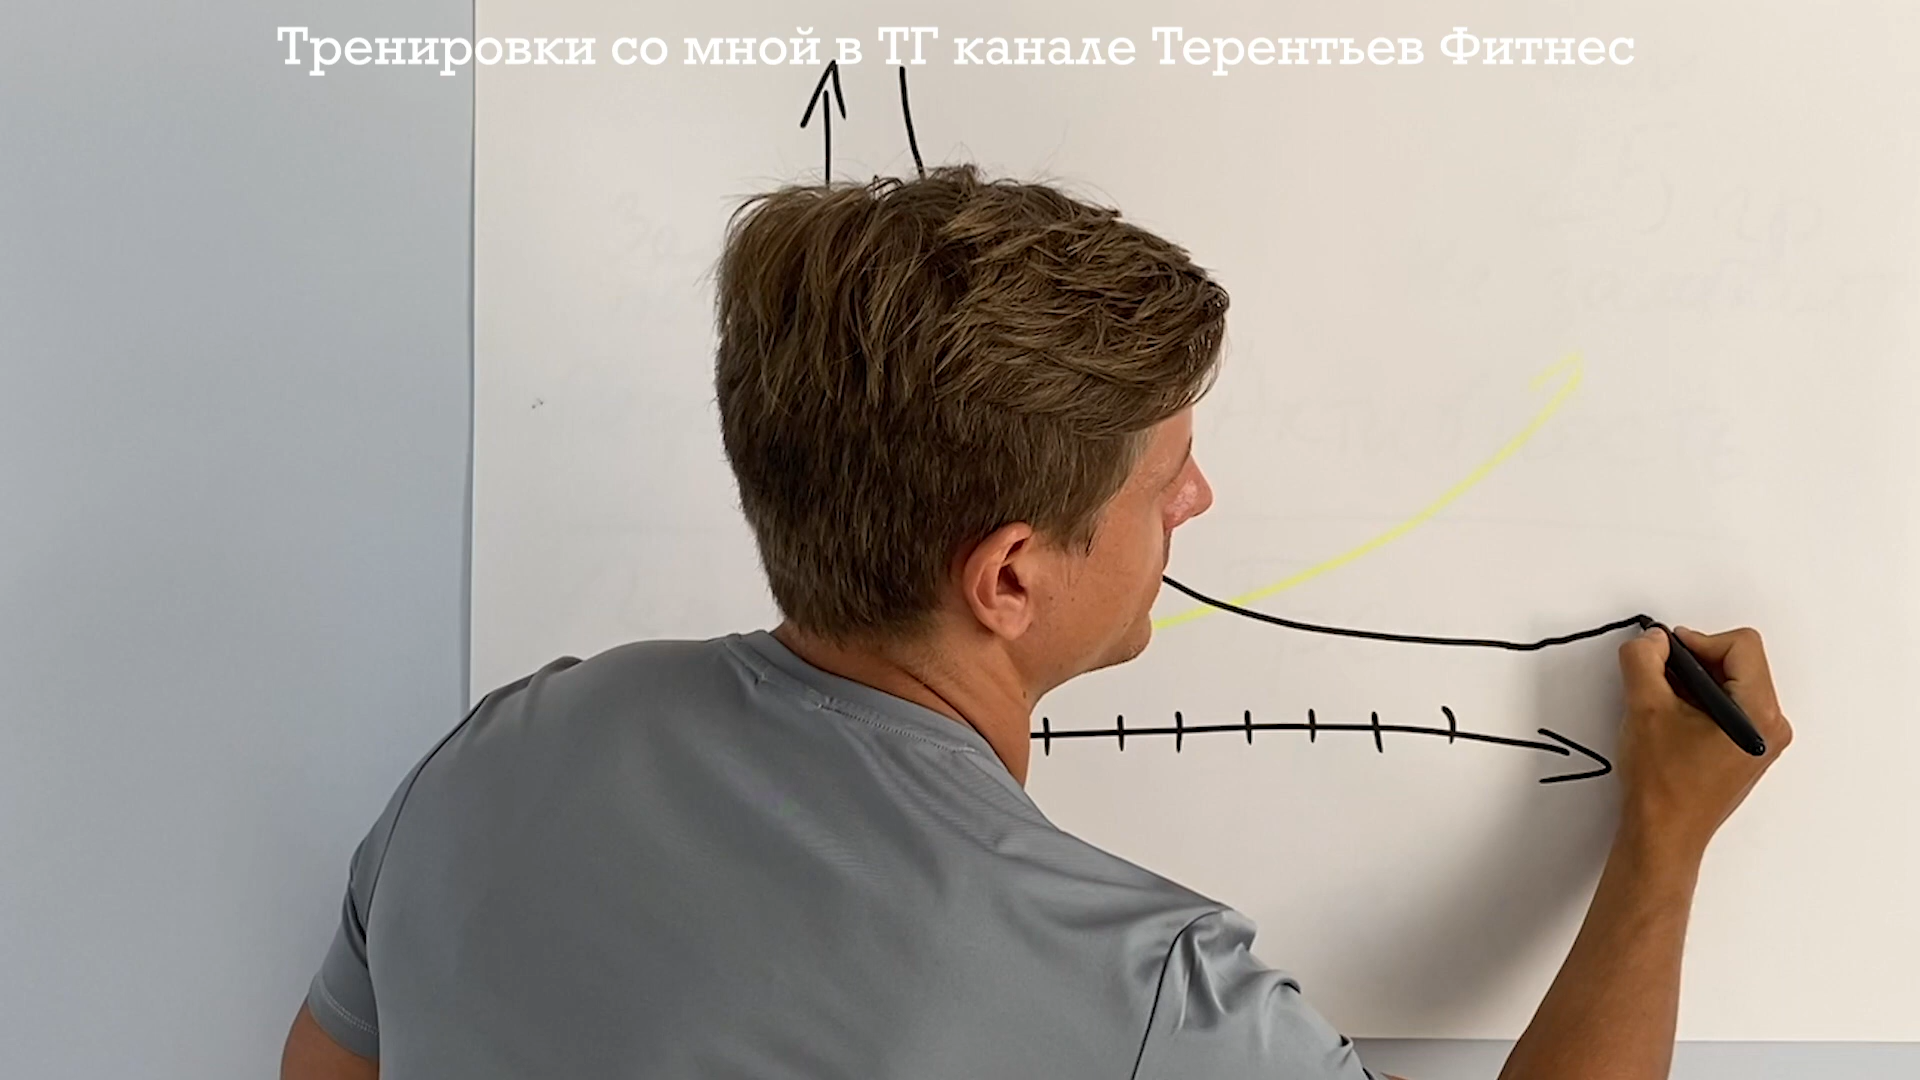 Тренировки со мной в ТГ канале Терентьев Фитнес